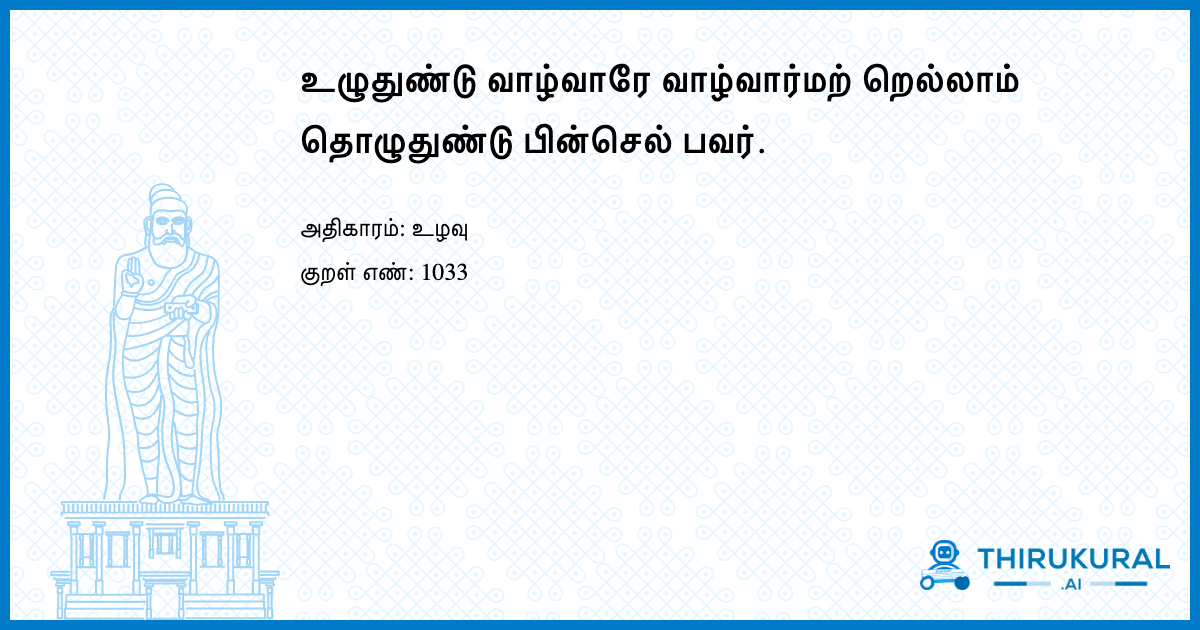 உழுதுண்டு வாழ்வாரே வாழ்வார்மற் றெல்லாம்
தொழுதுண்டு பின்செல் பவர்.
அதிகாரம்: உழவு
குறள் எண்: 1033
THIRUKURAL
.AI